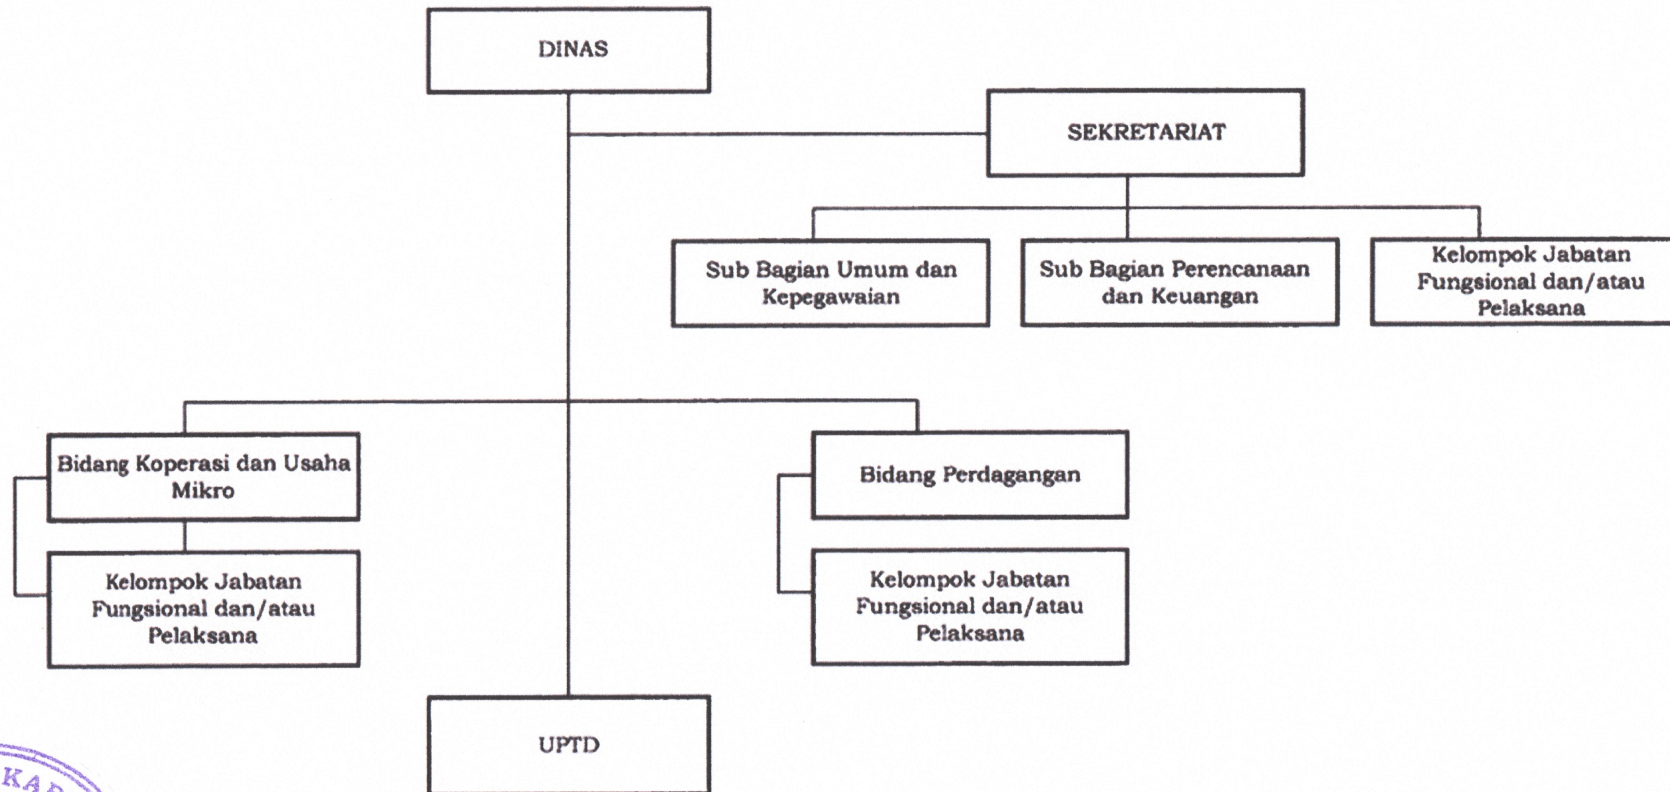 DINAS
SEKRETARIAT
Sub Bagian Umum dan
Kepegawaian
Sub Bagian Perencanaan
dan Keuangan
Kelompok Jabatan
Fungsional dan/atau
Pelaksana
Bidang Koperasi dan Usaha
Mikro
Bidang Perdagangan
Kelompok Jabatan
Fungsional dan/atau
Pelaksana
Kelompok Jabatan
Fungsional dan/atau
Pelaksana
UPTD